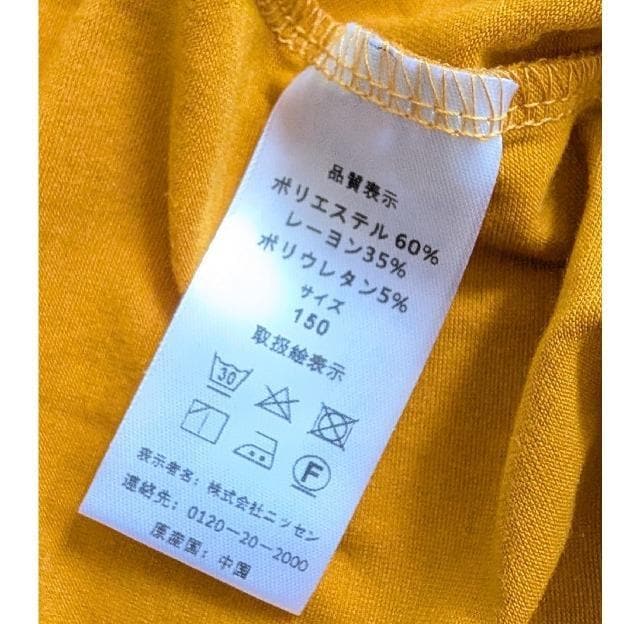 品質表示
ポリエステル 60%
レーヨン35%
ポリウレタン5%
サイズ
150
取扱絵表示
30
F
表示者名: 株式会社ニッセン
連絡先: 0120-20-2000
原産国: 中国